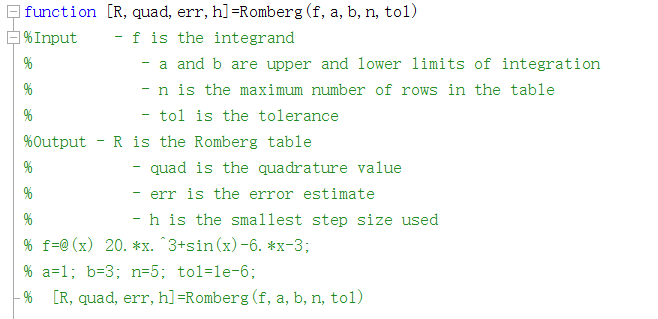 function [R,quad,err,h]=Romberg(f,a,b,n,tol)
%Input - f is the integrand
% - a and b are upper and lower limits of integration
% - n is the maximum number of rows in the table
% - tol is the tolerance
%Output - R is the Romberg table
% - quad is the quadrature value
% - err is the error estimate
% - h is the smallest step size used
% f=@(x) 20.*x.^3+sin(x)-6.*x-3;
% a=1; b=3; n=5; tol=1e-6;
% [R,quad,err,h]=Romberg(f,a,b,n,tol)